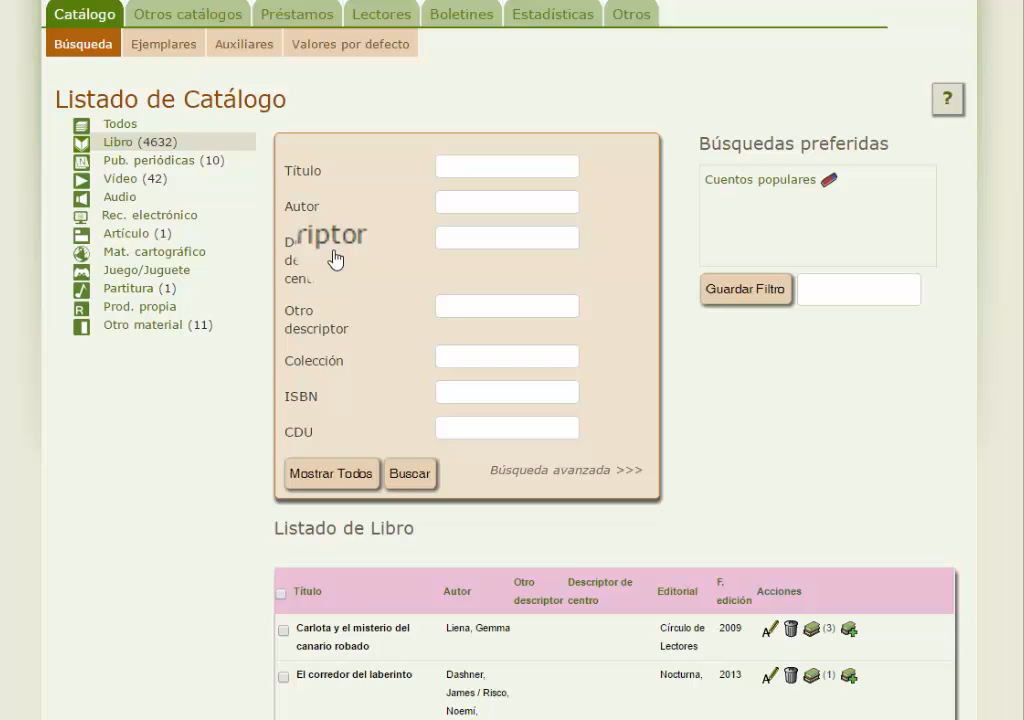 Catálogo Otros catálogos Préstamos Lectores Boletines Estadísticas Otros
Búsqueda Ejemplares Auxiliares Valores por defecto
Listado de Catálogo
?
Todos
Libro (4632)
Pub. periódicas (10)
Vídeo (42)
Audio
Rec. electrónico
Artículo (1)
Mat. cartográfico
Juego/Juguete
Partitura (1)
Prod. propia
Otro material (11)
Título
Autor
riptor
Otro
descriptor
Colección
ISBN
CDU
Mostrar Todos Buscar Búsqueda avanzada >>>
Búsquedas preferidas
Cuentos populares
Guardar Filtro
Listado de Libro
Título Autor Otro descriptor Descriptor de centro Editorial F. edición Acciones
Carlota y el misterio del canario robado Liena, Gemma Círculo de Lectores 2009 (3)
El corredor del laberinto Dashner, James / Risco, Noemí, Nocturna, 2013 (1)